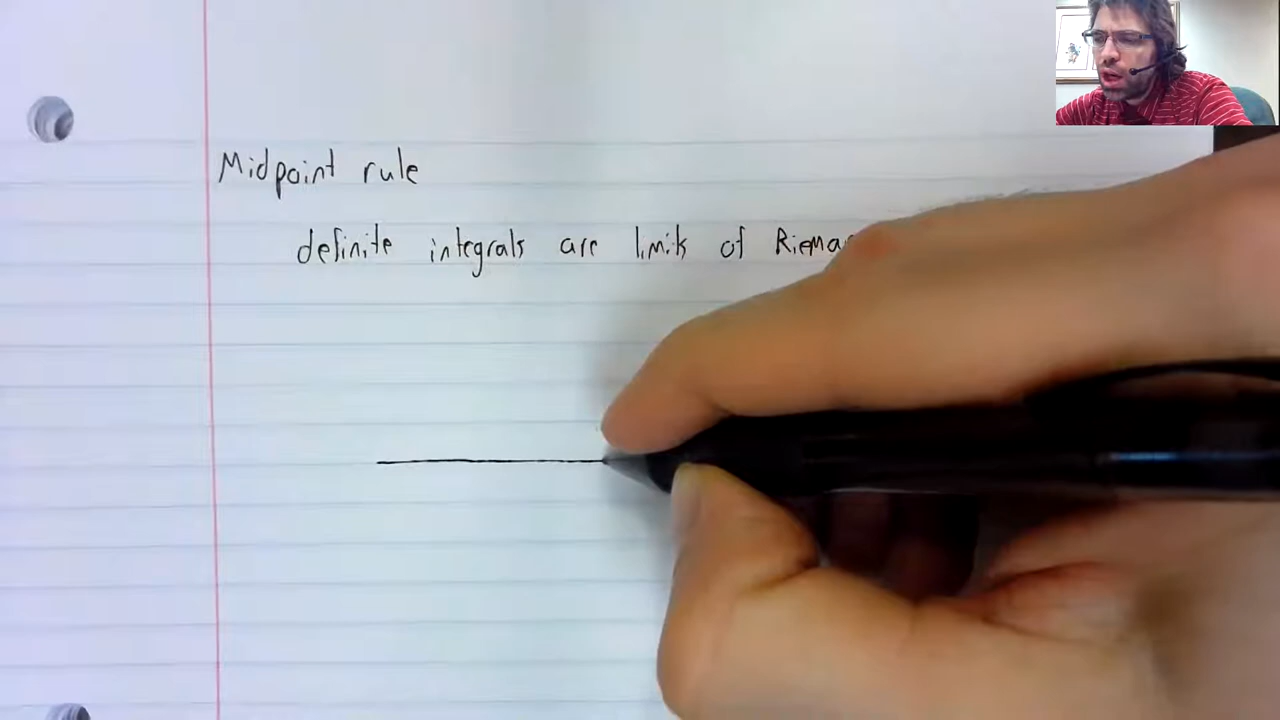 Midpoint rule
definite integrals are limits of